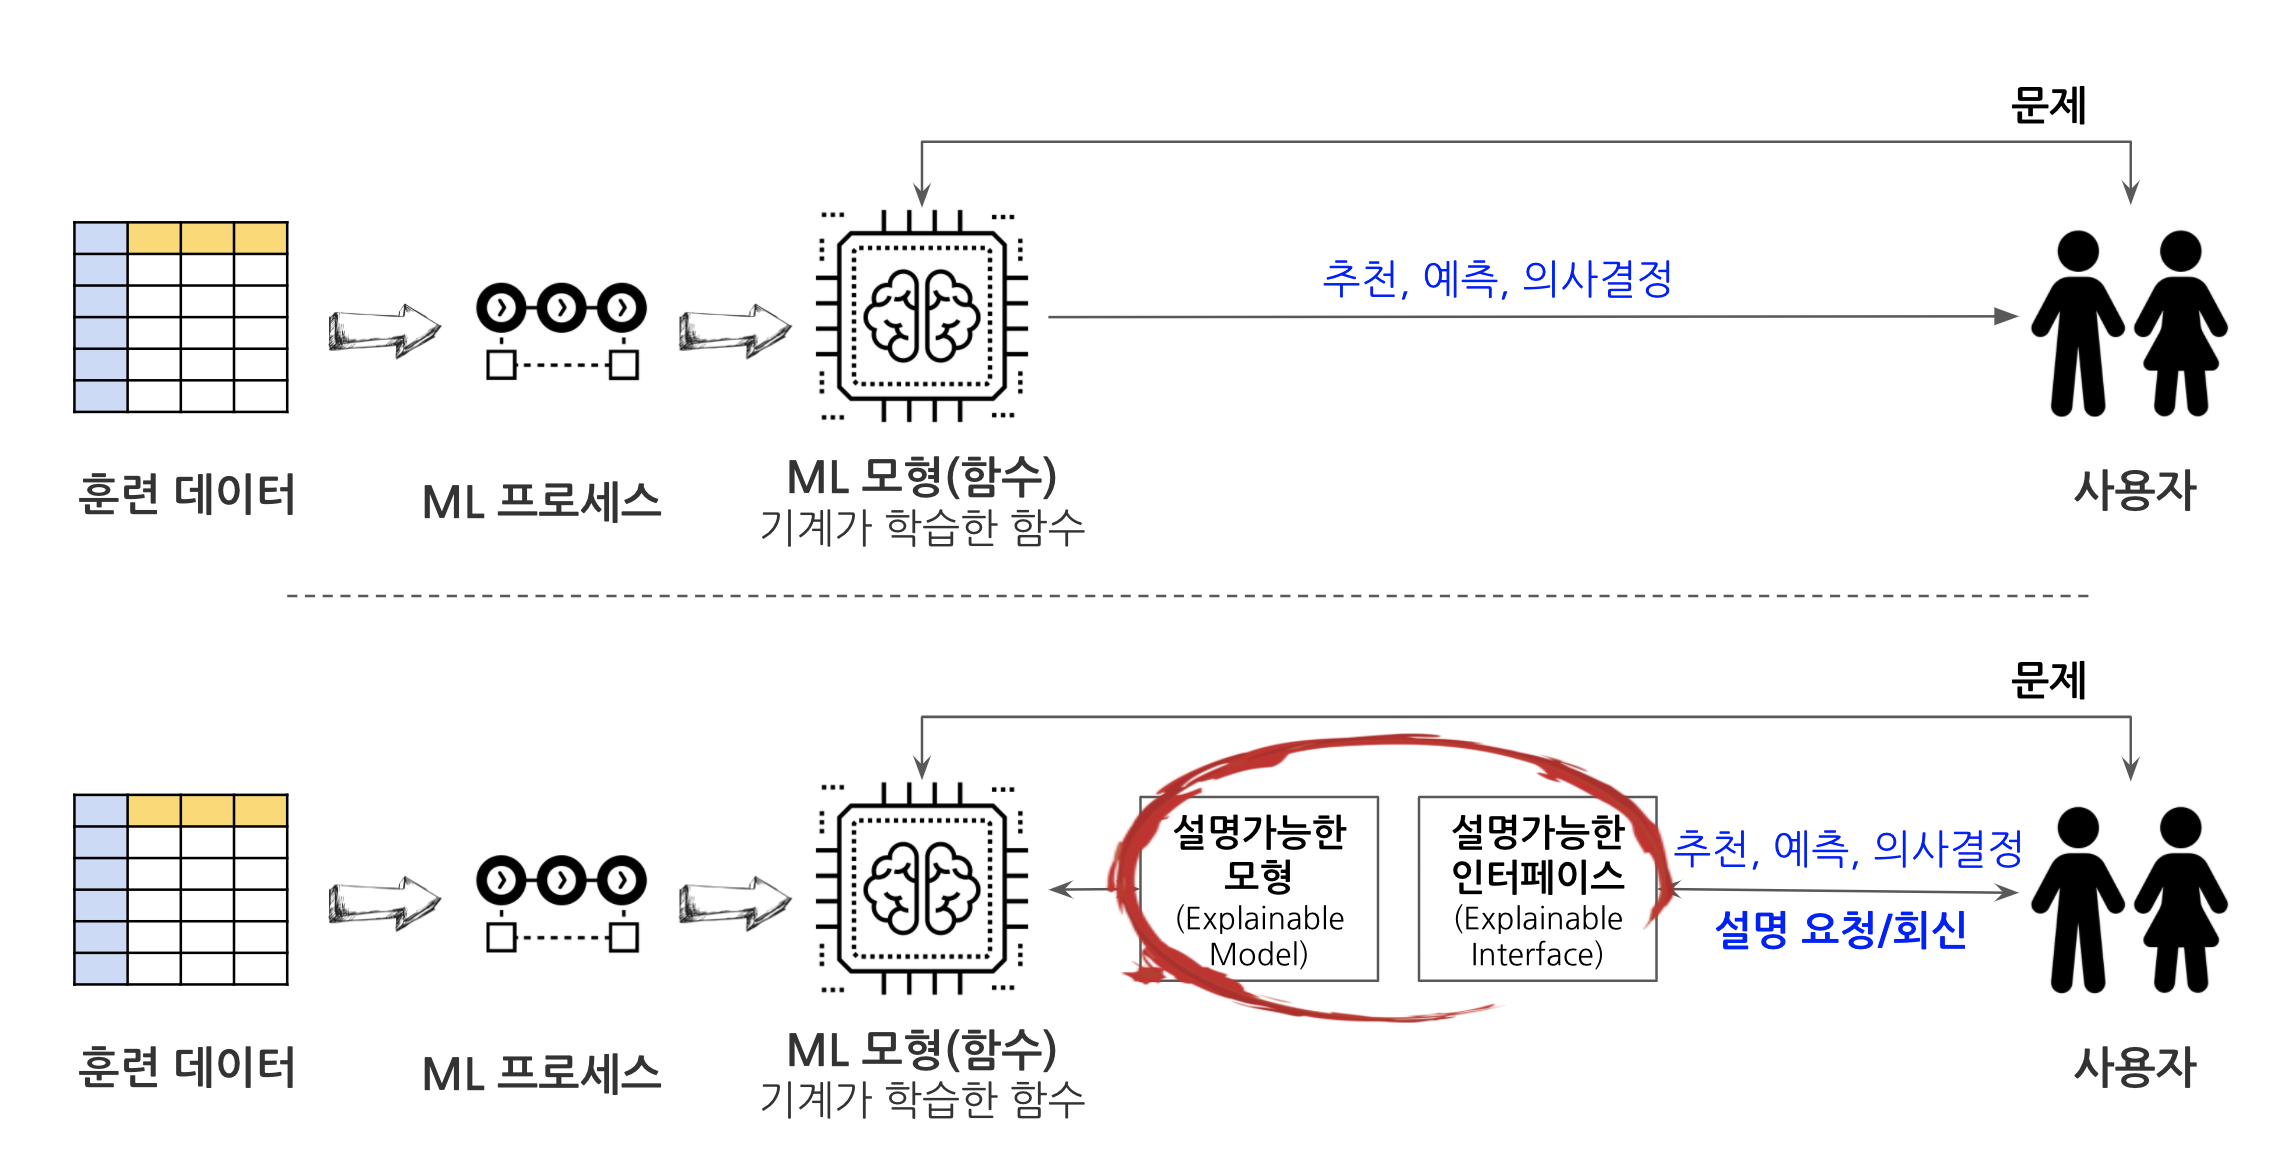 문제
추천, 예측, 의사결정
훈련 데이터
ML 프로세스
ML 모형(함수)
기계가 학습한 함수
사용자
문제
설명가능한
모형
(Explainable
Model)
설명가능한
인터페이스
(Explainable
Interface)
추천, 예측, 의사결정
설명 요청/회신
훈련 데이터
ML 프로세스
ML 모형(함수)
기계가 학습한 함수
사용자